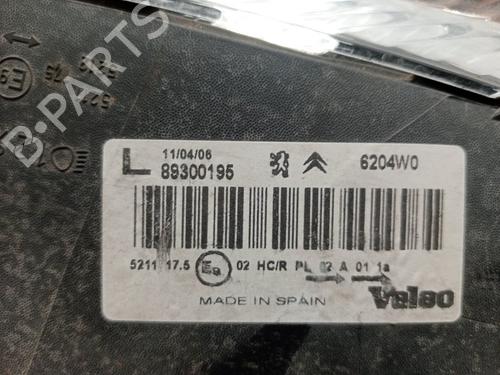 B-PARTS
E9
L
11/04/06
89300195
6204W0
5211 17.5 E9 02 HC/R PL 02 A 01 1a
MADE IN SPAIN
Valeo